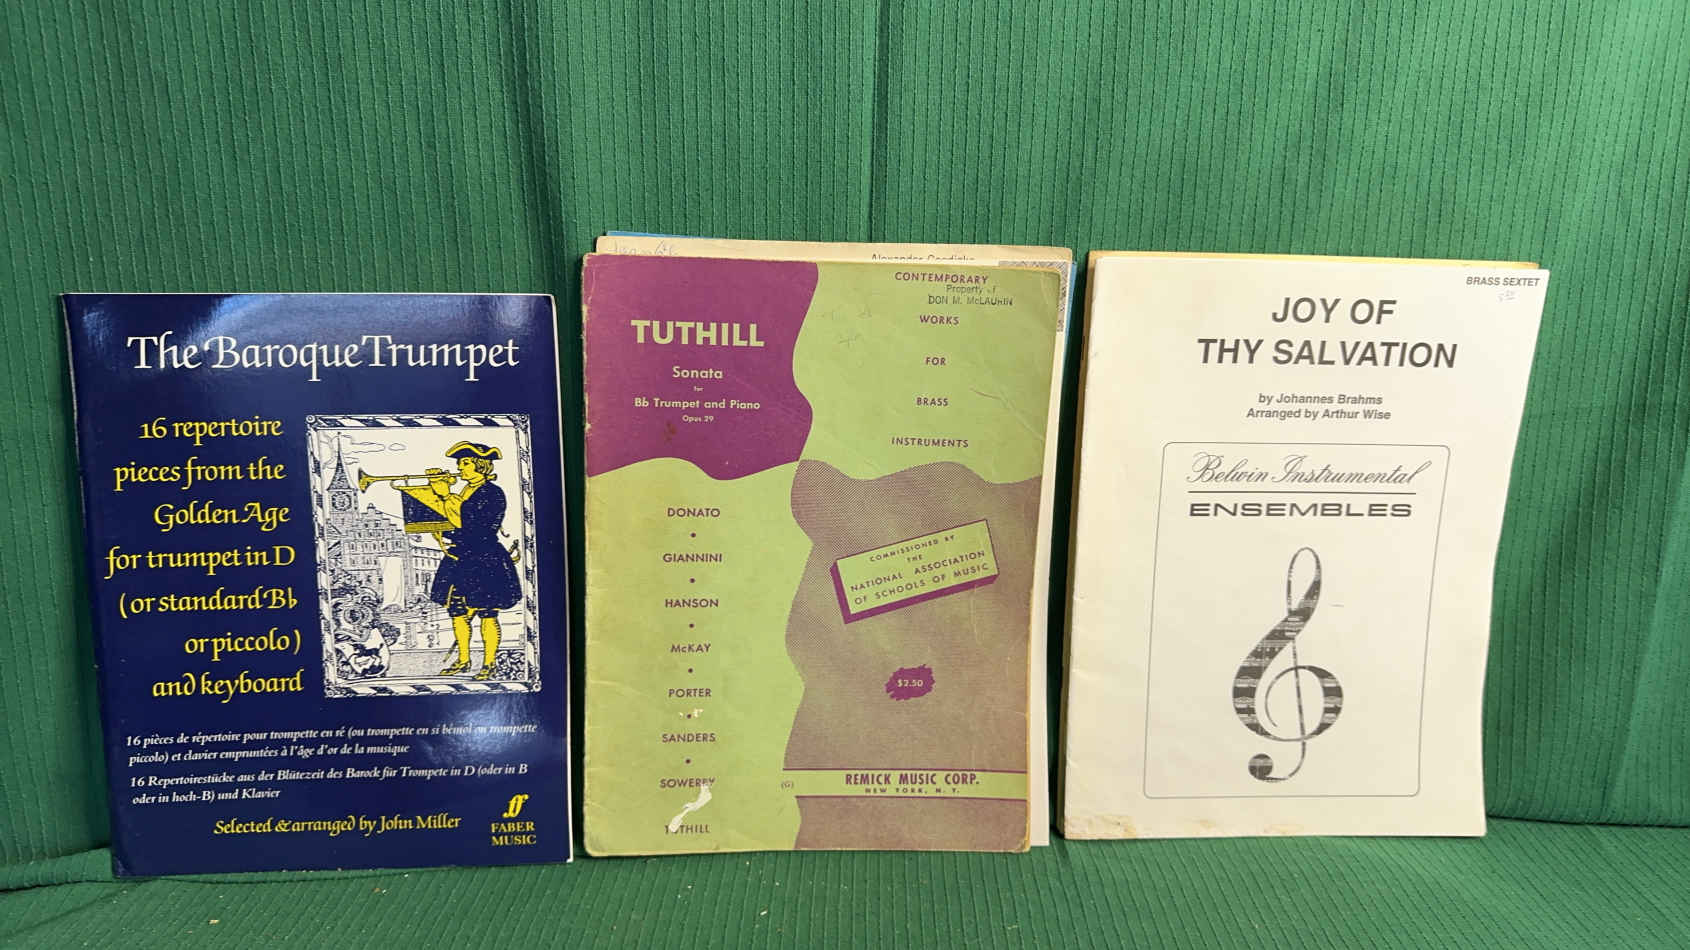 The Baroque Trumpet
16 repertoire
pieces from the
Golden Age
for trumpet in D
(or standard B♭
or piccolo)
and keyboard
16 pièces de répertoire pour trompette en ré (ou trompette en si bémol ou trompette
piccolo) et clavier empruntées à l'âge d'or de la musique
16 Repertoirestücke aus der Blütezeit des Barock für Trompete in D (oder in B
oder in hoch-B) und Klavier
Selected & arranged by John Miller
ff
FABER
MUSIC
TUTHILL
Sonata
for
Bb Trumpet and Piano
Opus 29
CONTEMPORARY
Property of
DON M. McLAURIN
WORKS
FOR
BRASS
INSTRUMENTS
DONATO
GIANNINI
HANSON
McKAY
PORTER
SANDERS
SOWERBY
TUTHILL
COMMISSIONED BY
THE
NATIONAL ASSOCIATION
OF SCHOOLS OF MUSIC
$2.50
(G)
REMICK MUSIC CORP.
NEW YORK, N. Y.
BRASS SEXTET
JOY OF
THY SALVATION
by Johannes Brahms
Arranged by Arthur Wise
Belwin Instrumental
ENSEMBLES